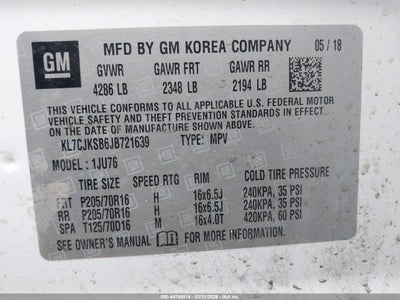 GM
MFD BY GM KOREA COMPANY 05 / 18
GVWR GAWR FRT GAWR RR
4286 LB 2348 LB 2194 LB
THIS VEHICLE CONFORMS TO ALL APPLICABLE U.S. FEDERAL MOTOR
VEHICLE SAFETY AND THEFT PREVENTION STANDARDS IN EFFECT
ON THE DATE OF MANUFACTURE SHOWN ABOVE.
KL7CJKSB6JB721639 TYPE: MPV
MODEL : 1JU76
TIRE SIZE SPEED RTG RIM COLD TIRE PRESSURE
FRT P205/70R16 H 16x6.5J 240KPA, 35 PSI
RR P205/70R16 H 16x6.5J 240KPA, 35 PSI
SPA T125/70D16 M 16x4.0T 420KPA, 60 PSI
SEE OWNER'S MANUAL FOR MORE INFORMATION